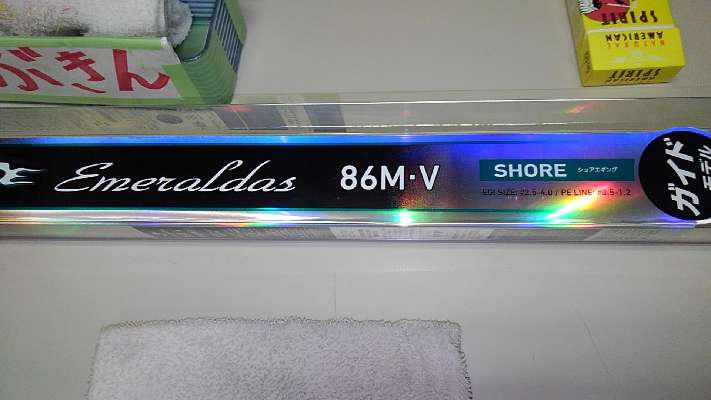 ぶきん
SPIRIT
NATURAL
AMERICAN
SPIRIT
Emeraldas
86M・V
SHORE ショアエギング
EGI SIZE: #2.5-4.0 / PE LINE: #0.5-1.2
ガイド
モデル